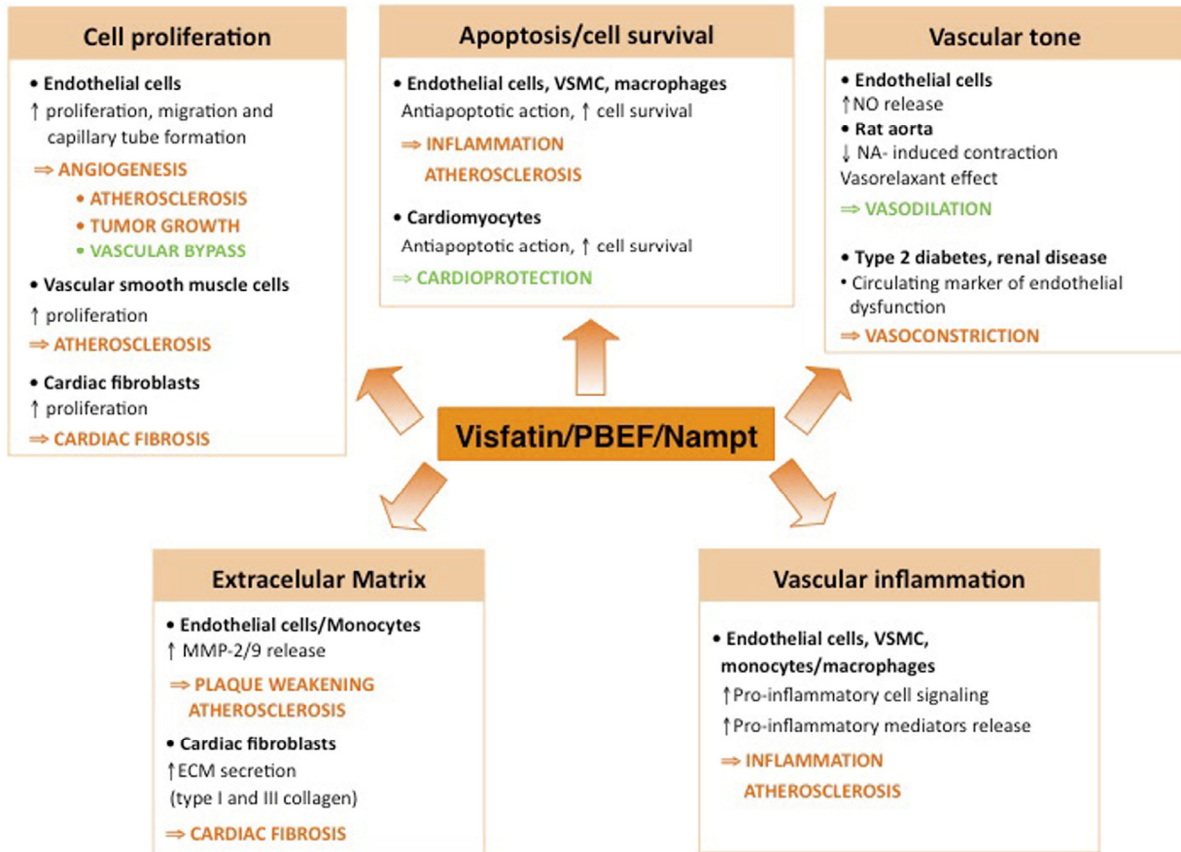 Cell proliferation
• Endothelial cells
↑ proliferation, migration and
capillary tube formation
⇒ ANGIOGENESIS
• ATHEROSCLEROSIS
• TUMOR GROWTH
• VASCULAR BYPASS
• Vascular smooth muscle cells
↑ proliferation
⇒ ATHEROSCLEROSIS
• Cardiac fibroblasts
↑ proliferation
⇒ CARDIAC FIBROSIS
Apoptosis/cell survival
• Endothelial cells, VSMC, macrophages
Antiapoptotic action, ↑ cell survival
⇒ INFLAMMATION
ATHEROSCLEROSIS
• Cardiomyocytes
Antiapoptotic action, ↑ cell survival
⇒ CARDIOPROTECTION
Vascular tone
• Endothelial cells
↑NO release
• Rat aorta
↓ NA- induced contraction
Vasorelaxant effect
⇒ VASODILATION
• Type 2 diabetes, renal disease
• Circulating marker of endothelial
dysfunction
⇒ VASOCONSTRICTION
Visfatin/PBEF/Nampt
Extracelular Matrix
• Endothelial cells/Monocytes
↑ MMP-2/9 release
⇒ PLAQUE WEAKENING
ATHEROSCLEROSIS
• Cardiac fibroblasts
↑ECM secretion
(type I and III collagen)
⇒ CARDIAC FIBROSIS
Vascular inflammation
• Endothelial cells, VSMC,
monocytes/macrophages
↑Pro-inflammatory cell signaling
↑Pro-inflammatory mediators release
⇒ INFLAMMATION
ATHEROSCLEROSIS